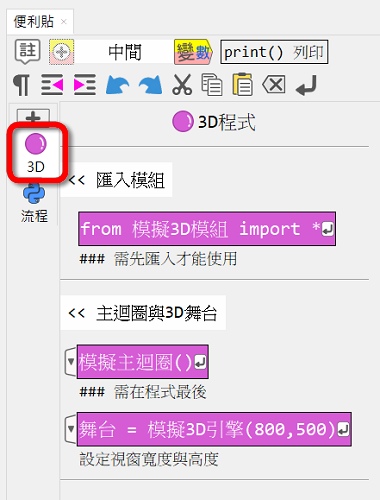 便利貼 ×
註 中間 變數 print() 列印
3D程式
3D
流程
<< 匯入模組
from 模擬3D模組 import *
### 需先匯入才能使用
<< 主迴圈與3D舞台
模擬主迴圈()
### 需在程式最後
舞台 = 模擬3D引擎(800,500)
設定視窗寬度與高度